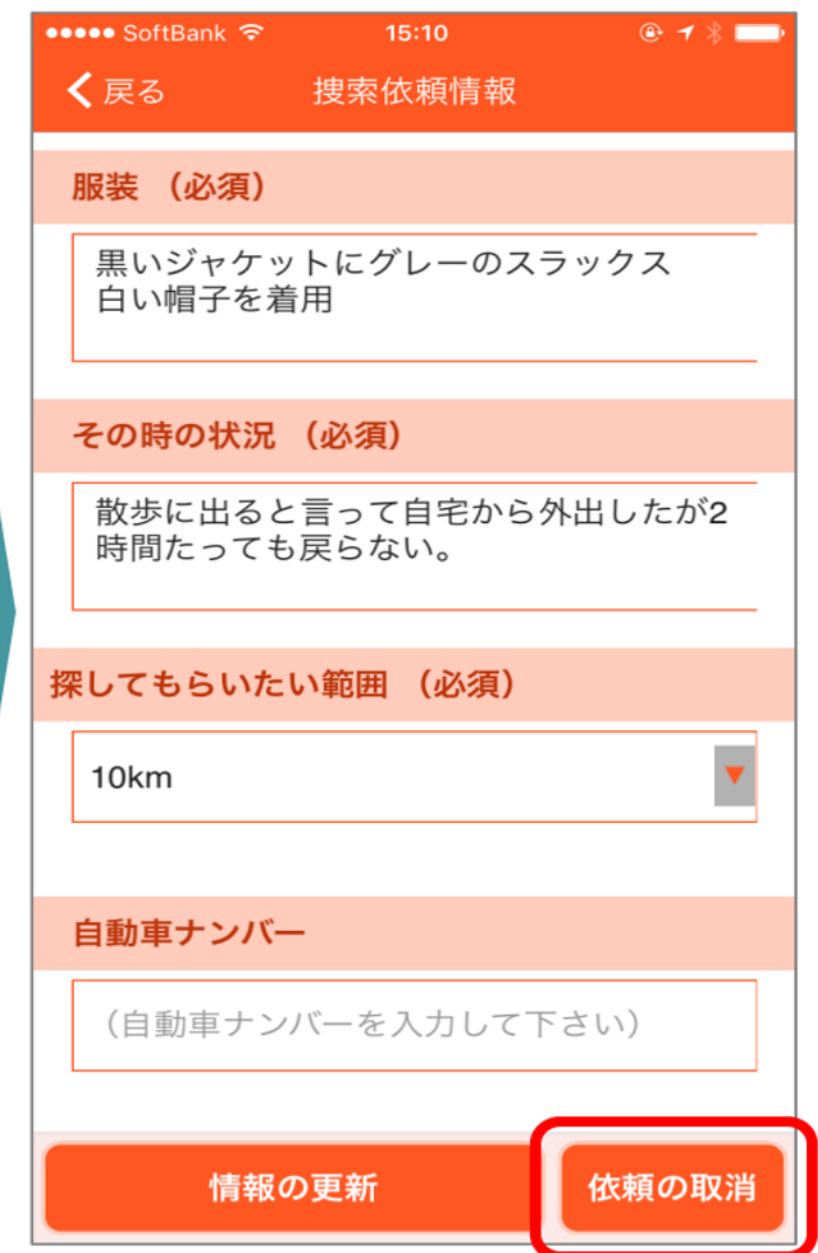 SoftBank 15:10
戻る 捜索依頼情報
服装 （必須）
黒いジャケットにグレーのスラックス
白い帽子を着用
その時の状況 （必須）
散歩に出ると言って自宅から外出したが2
時間たっても戻らない。
探してもらいたい範囲 （必須）
10km
自動車ナンバー
（自動車ナンバーを入力して下さい）
情報の更新 依頼の取消